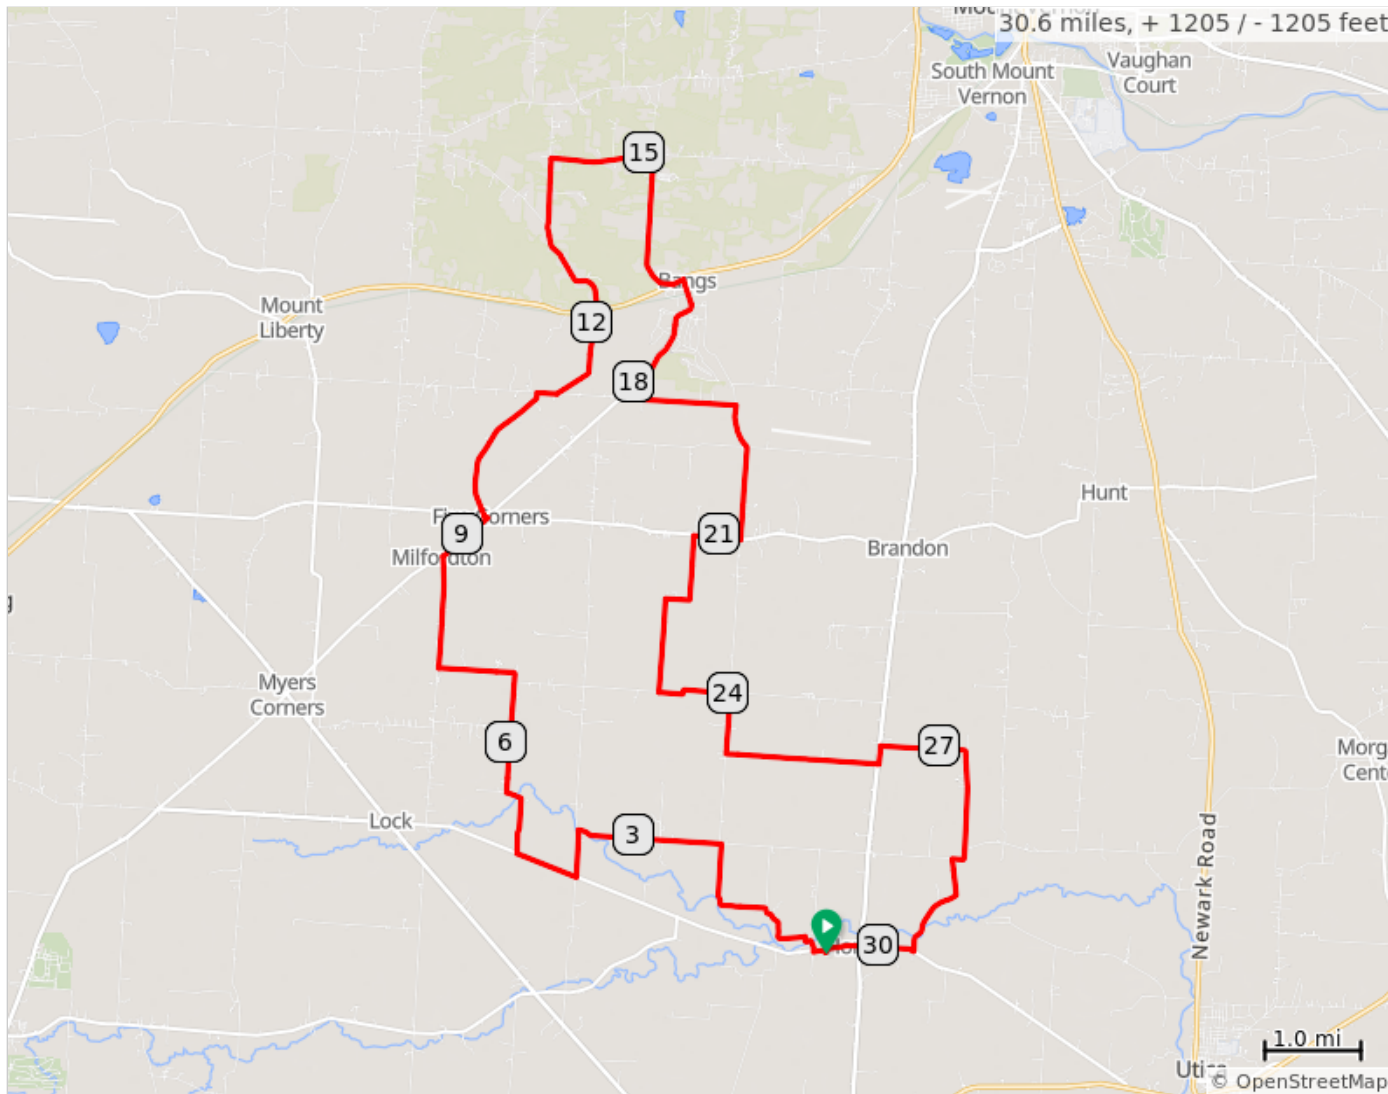 30.6 miles, + 1205 / - 1205 feet
South Mount
Vernon
Vaughan
Court
15
Bangs
Mount
Liberty
12
18
Hunt
9
21
Brandon
Milfordton
Myers
Corners
24
6
27
Lock
3
Newark Road
30
1.0 mi
© OpenStreetMap